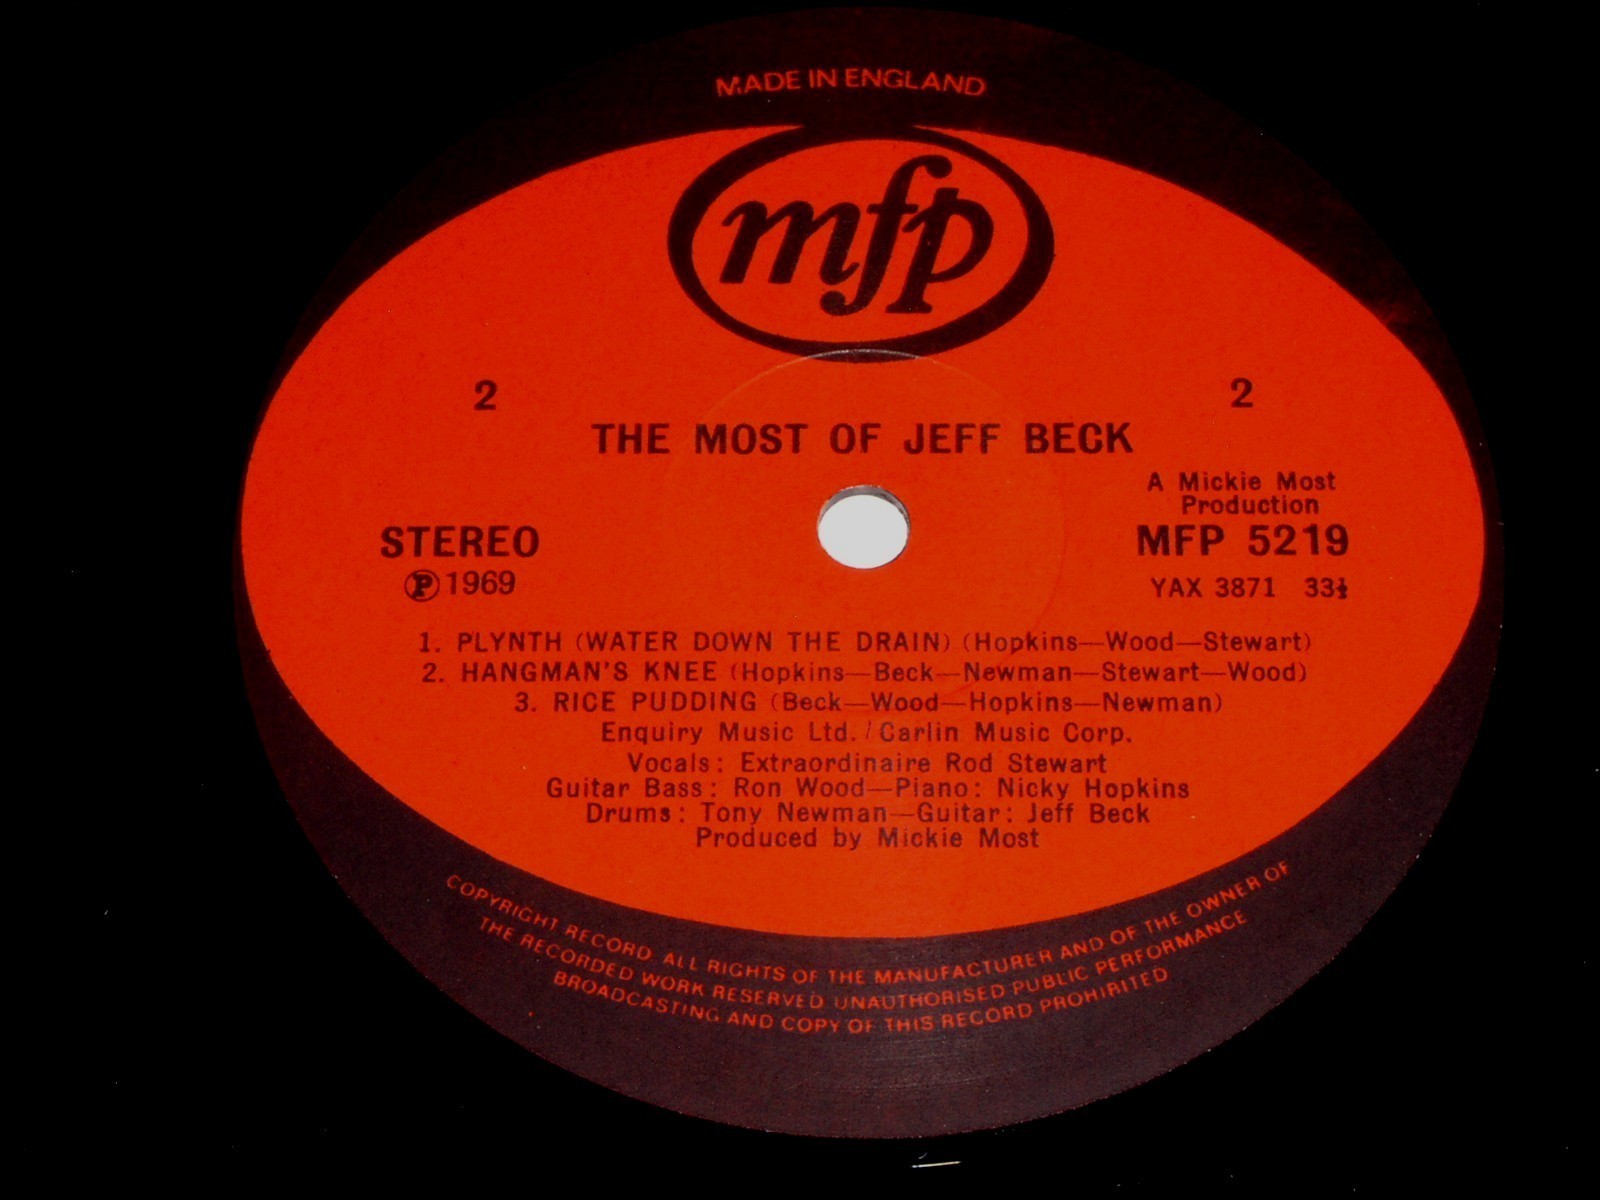 MADE IN ENGLAND
mfp
2 2
THE MOST OF JEFF BECK
A Mickie Most
Production
STEREO MFP 5219
Ⓟ 1969 YAX 3871 33⅓
1. PLYNTH (WATER DOWN THE DRAIN) (Hopkins—Wood—Stewart)
2. HANGMAN'S KNEE (Hopkins—Beck—Newman—Stewart—Wood)
3. RICE PUDDING (Beck—Wood—Hopkins—Newman)
Enquiry Music Ltd./Carlin Music Corp.
Vocals: Extraordinaire Rod Stewart
Guitar Bass: Ron Wood—Piano: Nicky Hopkins
Drums: Tony Newman—Guitar: Jeff Beck
Produced by Mickie Most
COPYRIGHT RECORD ALL RIGHTS OF THE MANUFACTURER AND OF THE OWNER OF
THE RECORDED WORK RESERVED UNAUTHORISED PUBLIC PERFORMANCE
BROADCASTING AND COPY OF THIS RECORD PROHIBITED